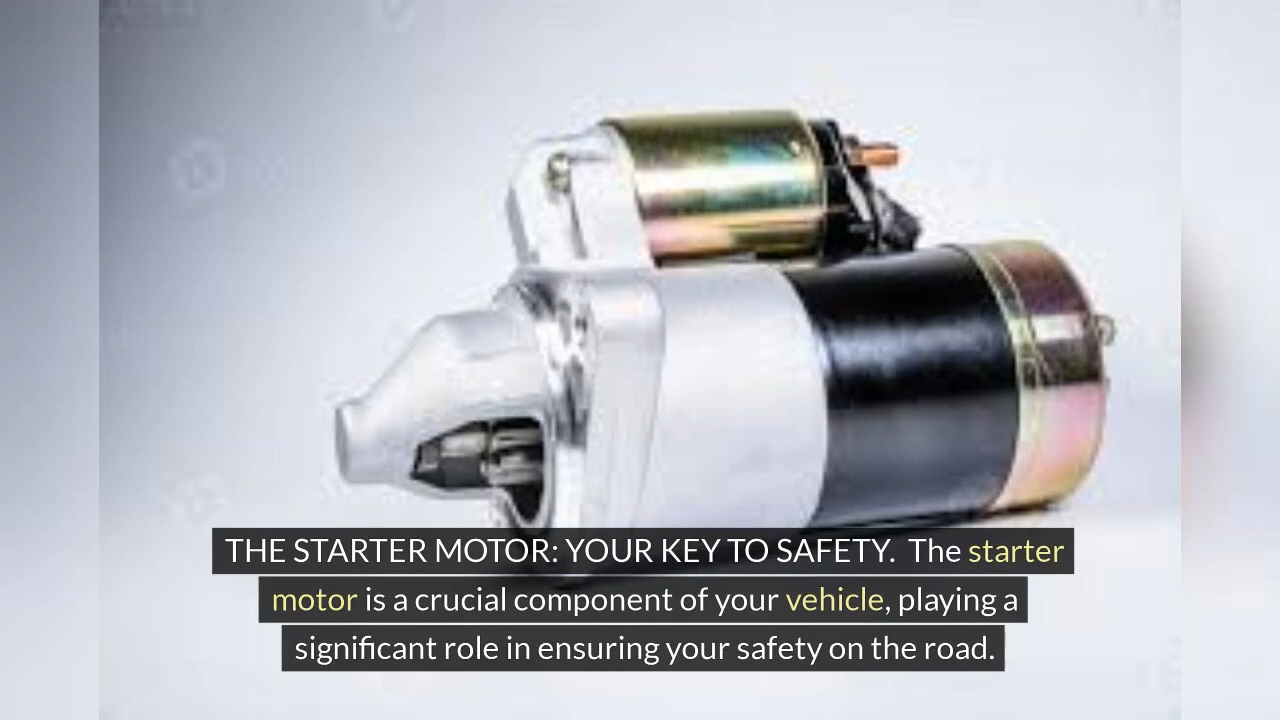 THE STARTER MOTOR: YOUR KEY TO SAFETY.  The starter
motor is a crucial component of your vehicle, playing a
significant role in ensuring your safety on the road.